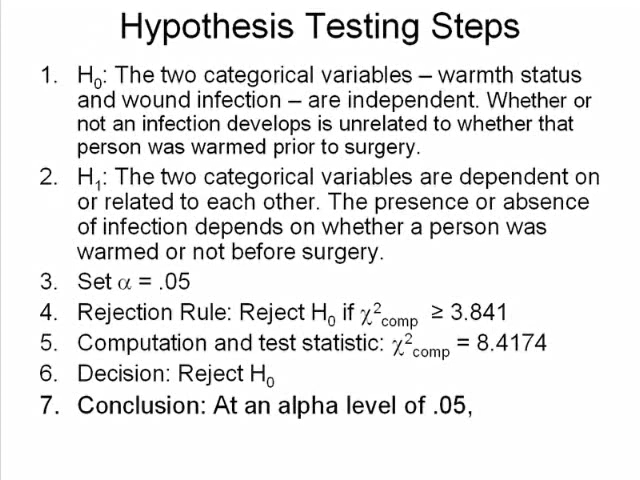 Hypothesis Testing Steps
1. H₀: The two categorical variables – warmth status
and wound infection – are independent. Whether or
not an infection develops is unrelated to whether that
person was warmed prior to surgery.
2. H₁: The two categorical variables are dependent on
or related to each other. The presence or absence
of infection depends on whether a person was
warmed or not before surgery.
3. Set α = .05
4. Rejection Rule: Reject H₀ if χ²comp ≥ 3.841
5. Computation and test statistic: χ²comp = 8.4174
6. Decision: Reject H₀
7. Conclusion: At an alpha level of .05,